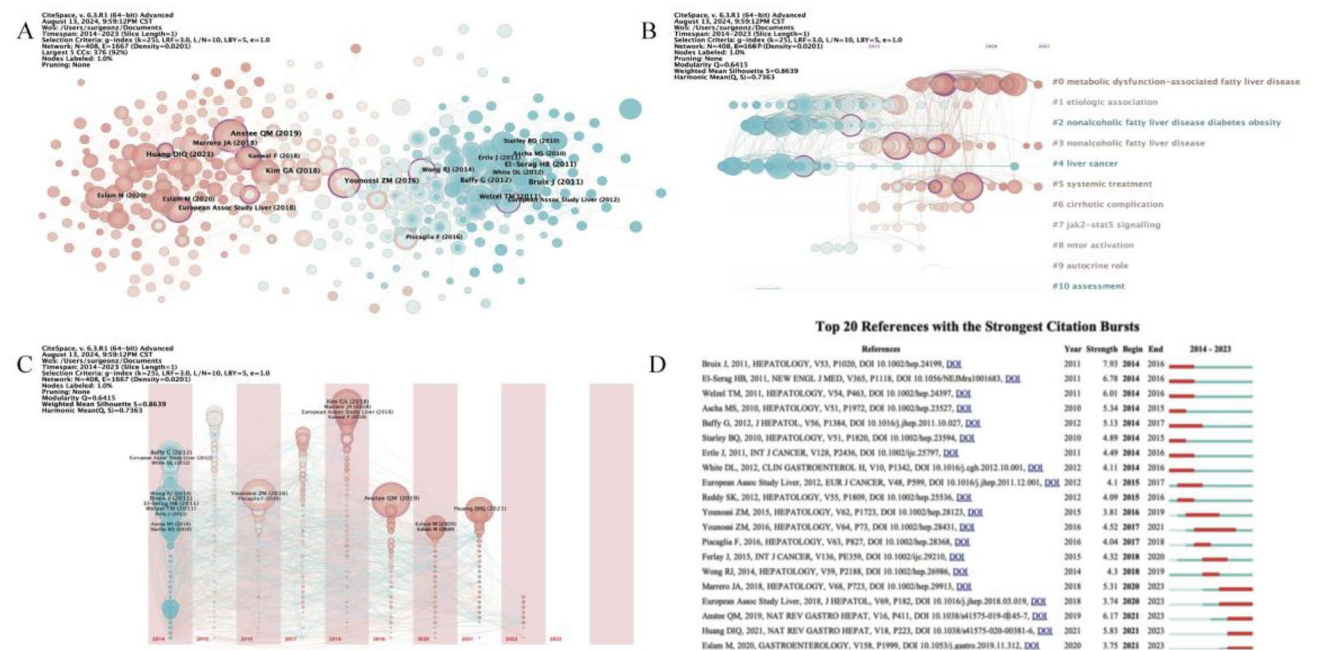 A
CiteSpace, v. 6.3.R1 (64-bit) Advanced
August 13, 2024, 9:59:12PM CST
WoS: /Users/surgeonz/Documents
Timespan: 2014-2023 (Slice Length=1)
Selection Criteria: g-index (k=25), LRF=3.0, L/N=10, LBY=5, e=1.0
Network: N=408, E=1667 (Density=0.0201)
Largest 5 CCs: 376 (92%)
Nodes Labeled: 1.0%
Pruning: None
Anstee QM (2019)
Marrero JA (2018)
Huang DIQ (2021)
Kanwal F (2018)
Kim GA (2018)
Eslam M (2020)
Eslam M (2020)
European Assoc Study Liver (2018)
Younossi ZM (2016)
Wong RJ (2014)
Piscaglia F (2016)
Starley BQ (2010)
Ascha MS (2010)
Ertle J (2011)
El-Serag HB (2011)
White DL (2012)
Baffy G (2012)
Bruix J (2011)
Welzel TM (2011)
European Assoc Study Liver (2012)
B
CiteSpace, v. 6.3.R1 (64-bit) Advanced
August 13, 2024, 9:59:12PM CST
WoS: /Users/surgeonz/Documents
Timespan: 2014-2023 (Slice Length=1)
Selection Criteria: g-index (k=25), LRF=3.0, L/N=10, LBY=5, e=1.0
Network: N=408, E=1667 (Density=0.0201)
Nodes Labeled: 1.0%
Pruning: None
Modularity Q=0.6415
Weighted Mean Silhouette S=0.8639
Harmonic Mean(Q, S)=0.7363
2015
2020
2023
#0 metabolic dysfunction-associated fatty liver disease
#1 etiologic association
#2 nonalcoholic fatty liver disease diabetes obesity
#3 nonalcoholic fatty liver disease
#4 liver cancer
#5 systemic treatment
#6 cirrhotic complication
#7 jak2-stat5 signalling
#8 mtor activation
#9 autocrine role
#10 assessment
C
CiteSpace, v. 6.3.R1 (64-bit) Advanced
August 13, 2024, 9:59:12PM CST
WoS: /Users/surgeonz/Documents
Timespan: 2014-2023 (Slice Length=1)
Selection Criteria: g-index (k=25), LRF=3.0, L/N=10, LBY=5, e=1.0
Network: N=408, E=1667 (Density=0.0201)
Nodes Labeled: 1.0%
Pruning: None
Modularity Q=0.6415
Weighted Mean Silhouette S=0.8639
Harmonic Mean(Q, S)=0.7363
Kim GA (2018)
Marrero JA (2018)
European Assoc Study Liver (2018)
Kanwal F (2018)
Baffy G (2012)
European Assoc Study Liver (2012)
White DL (2012)
Wong RJ (2014)
Bruix J (2011)
El-Serag HB (2011)
Welzel TM (2011)
Ertle J (2011)
Ascha MS (2010)
Starley BQ (2010)
Younossi ZM (2016)
Piscaglia F (2016)
Anstee QM (2019)
Eslam M (2020)
Eslam M (2020)
Huang DIQ (2021)
2014 2015 2016 2017 2018 2019 2020 2021 2022 2023
D
Top 20 References with the Strongest Citation Bursts
References Year Strength Begin End 2014 - 2023
Bruix J, 2011, HEPATOLOGY, V53, P1020, DOI 10.1002/hep.24199, DOI 2011 7.93 2014 2016
El-Serag HB, 2011, NEW ENGL J MED, V365, P1118, DOI 10.1056/NEJMra1001683, DOI 2011 6.78 2014 2016
Welzel TM, 2011, HEPATOLOGY, V54, P463, DOI 10.1002/hep.24397, DOI 2011 6.01 2014 2016
Ascha MS, 2010, HEPATOLOGY, V51, P1972, DOI 10.1002/hep.23527, DOI 2010 5.34 2014 2015
Baffy G, 2012, J HEPATOL, V56, P1384, DOI 10.1016/j.jhep.2011.10.027, DOI 2012 5.13 2014 2017
Starley BQ, 2010, HEPATOLOGY, V51, P1820, DOI 10.1002/hep.23594, DOI 2010 4.89 2014 2015
Ertle J, 2011, INT J CANCER, V128, P2436, DOI 10.1002/ijc.25797, DOI 2011 4.49 2014 2016
White DL, 2012, CLIN GASTROENTEROL H, V10, P1342, DOI 10.1016/j.cgh.2012.10.001, DOI 2012 4.11 2014 2016
European Assoc Study Liver, 2012, EUR J CANCER, V48, P599, DOI 10.1016/j.jhep.2011.12.001, DOI 2012 4.1 2015 2017
Reddy SK, 2012, HEPATOLOGY, V55, P1809, DOI 10.1002/hep.25536, DOI 2012 4.09 2015 2016
Younossi ZM, 2015, HEPATOLOGY, V62, P1723, DOI 10.1002/hep.28123, DOI 2015 3.81 2016 2019
Younossi ZM, 2016, HEPATOLOGY, V64, P73, DOI 10.1002/hep.28431, DOI 2016 4.52 2017 2021
Piscaglia F, 2016, HEPATOLOGY, V63, P827, DOI 10.1002/hep.28368, DOI 2016 4.04 2017 2018
Ferlay J, 2015, INT J CANCER, V136, PE359, DOI 10.1002/ijc.29210, DOI 2015 4.32 2018 2020
Wong RJ, 2014, HEPATOLOGY, V59, P2188, DOI 10.1002/hep.26986, DOI 2014 4.3 2018 2019
Marrero JA, 2018, HEPATOLOGY, V68, P723, DOI 10.1002/hep.29913, DOI 2018 5.31 2020 2023
European Assoc Study Liver, 2018, J HEPATOL, V69, P182, DOI 10.1016/j.jhep.2018.03.019, DOI 2018 3.74 2020 2023
Anstee QM, 2019, NAT REV GASTRO HEPAT, V16, P411, DOI 10.1038/s41575-019-0145-7, DOI 2019 6.17 2021 2023
Huang DIQ, 2021, NAT REV GASTRO HEPAT, V18, P223, DOI 10.1038/s41575-020-00381-6, DOI 2021 5.83 2021 2023
Eslam M, 2020, GASTROENTEROLOGY, V158, P1999, DOI 10.1053/j.gastro.2019.11.312, DOI 2020 3.75 2021 2023